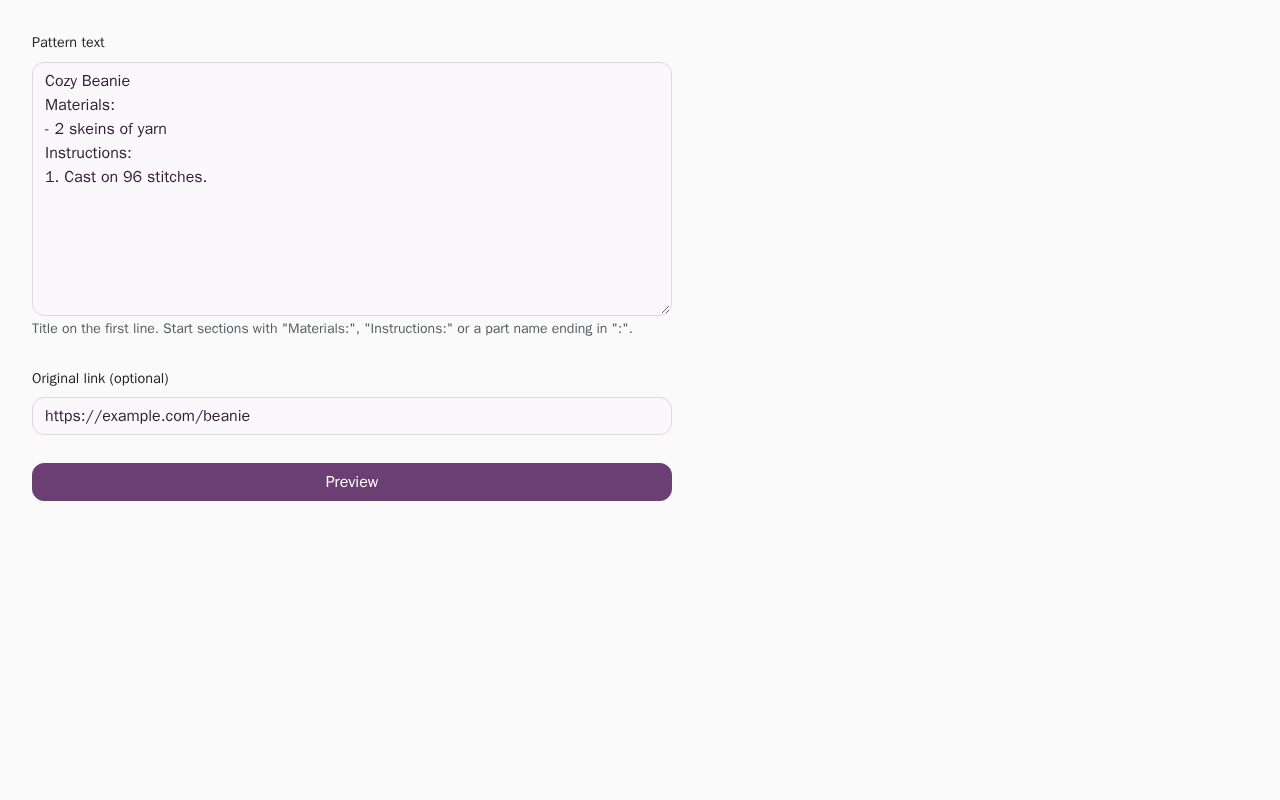 Pattern text
Cozy Beanie
Materials:
- 2 skeins of yarn
Instructions:
1. Cast on 96 stitches.
Title on the first line. Start sections with "Materials:", "Instructions:" or a part name ending in ":".
Original link (optional)
https://example.com/beanie
Preview